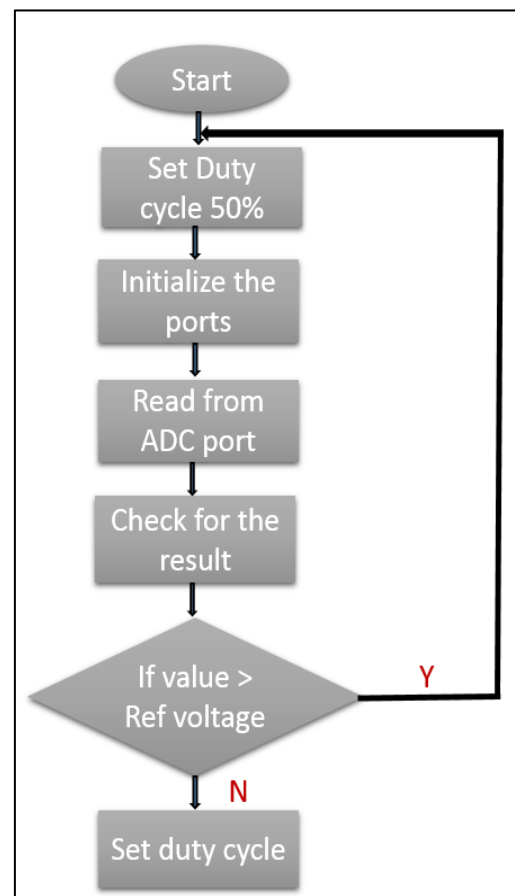 Start
Set Duty
cycle 50%
Initialize the
ports
Read from
ADC port
Check for the
result
If value >
Ref voltage
Y
N
Set duty cycle